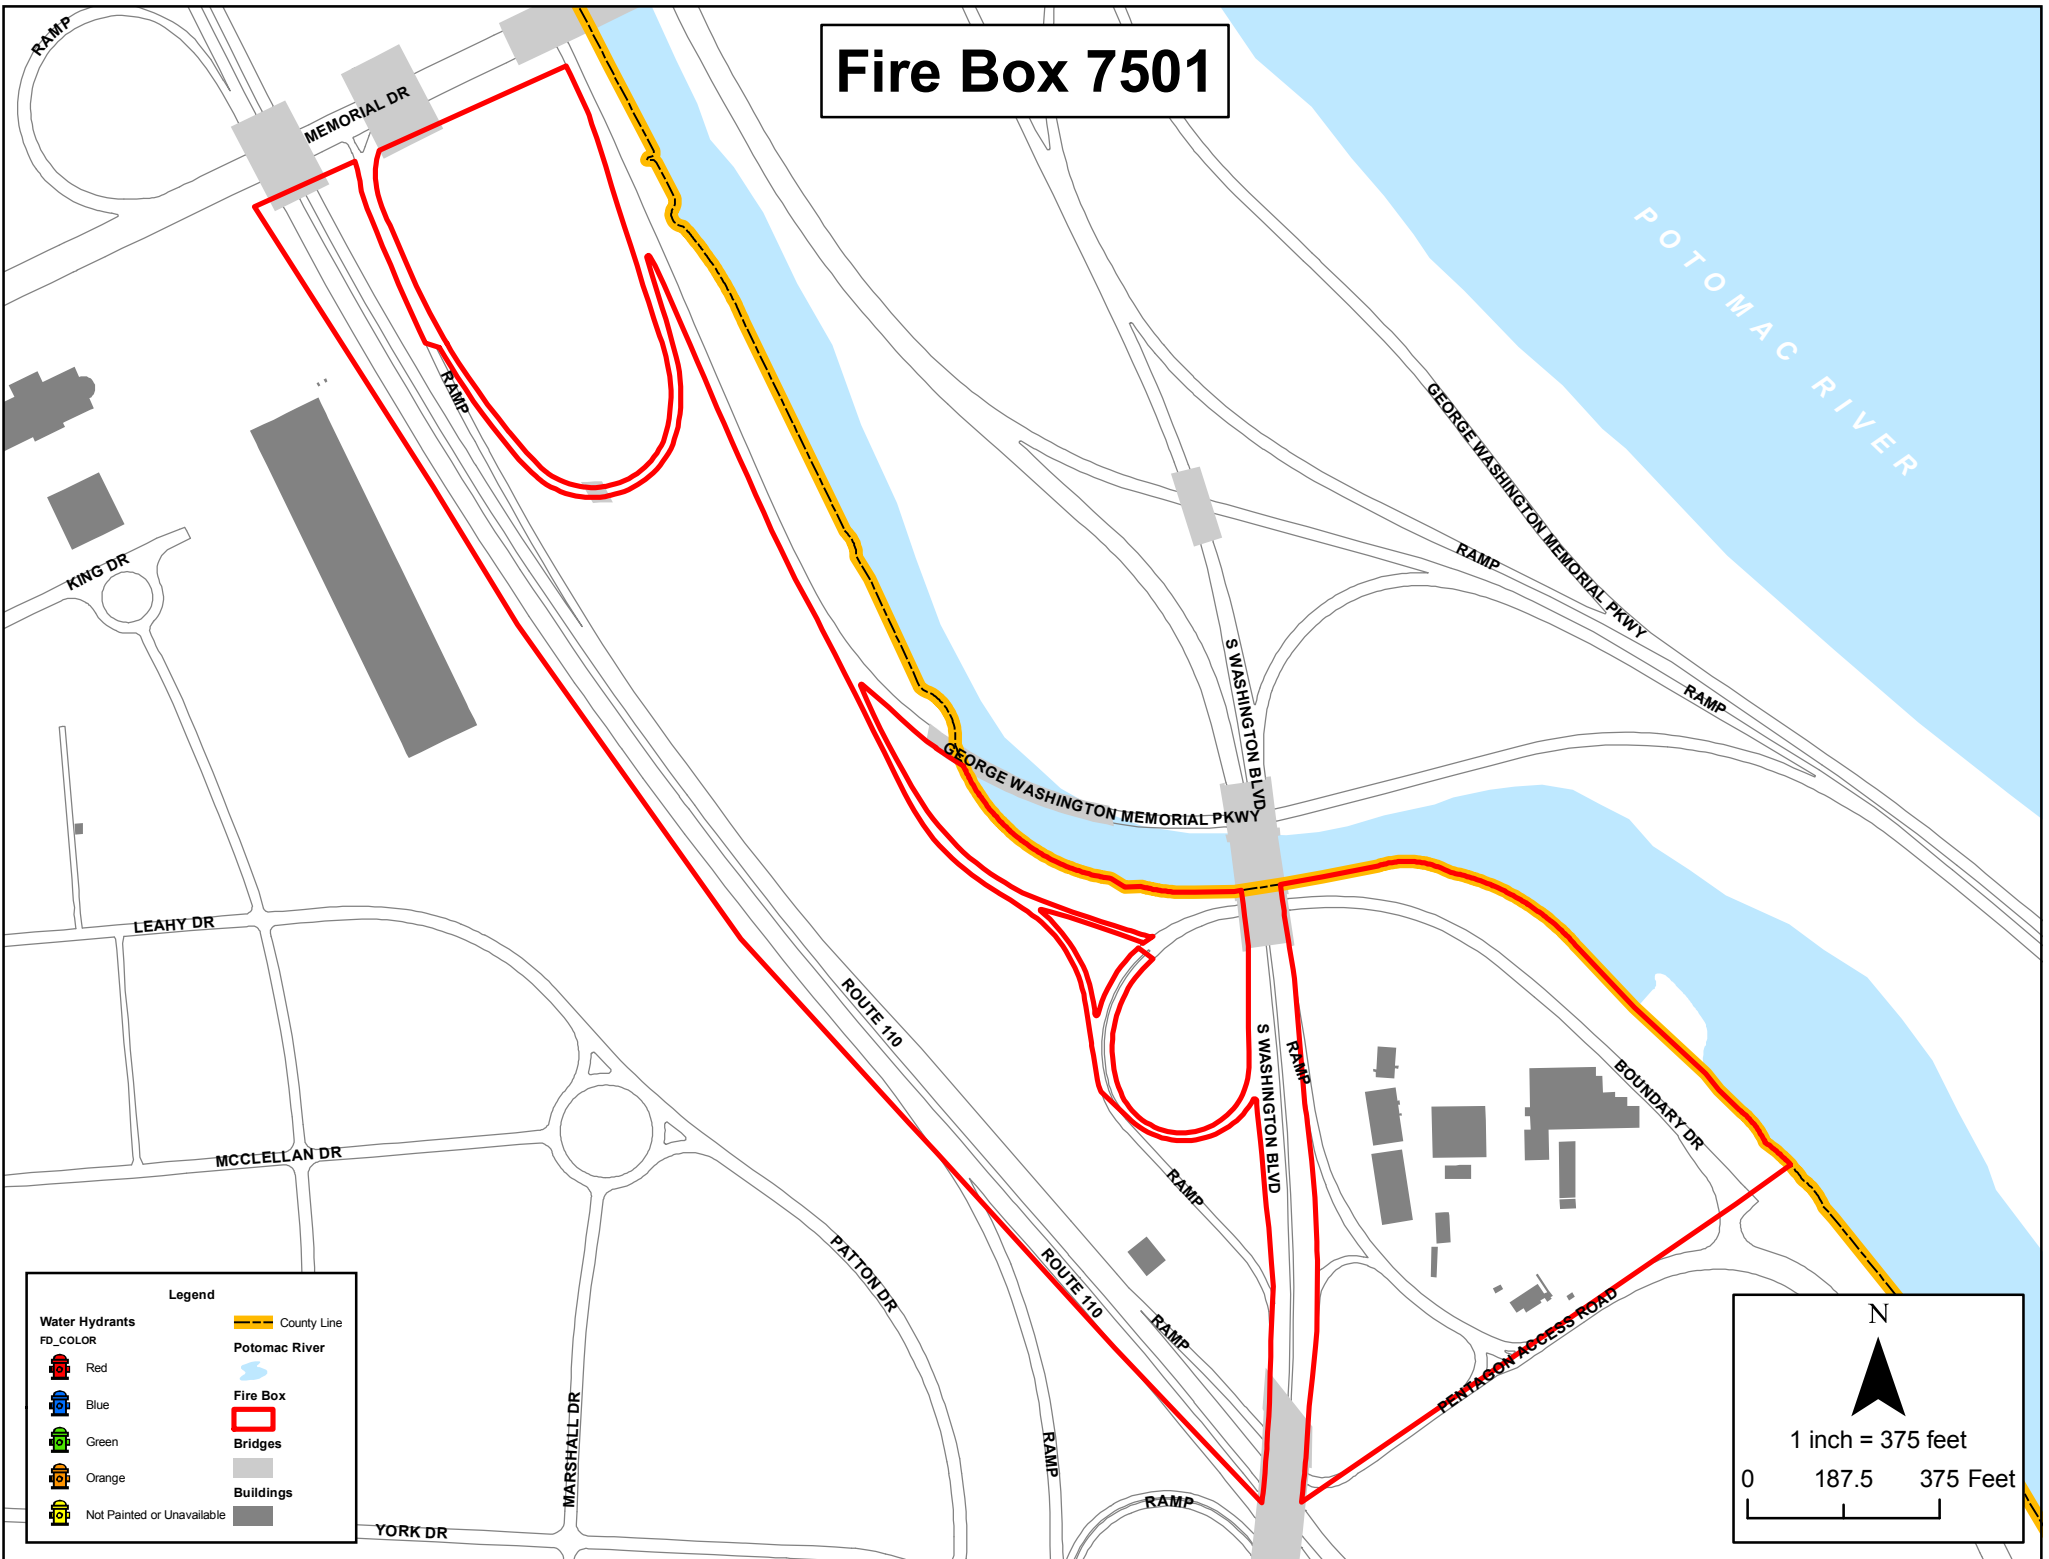 Fire Box 7501
RAMP
MEMORIAL DR
POTOMAC RIVER
RAMP
GEORGE WASHINGTON MEMORIAL PKWY
RAMP
KING DR
S WASHINGTON BLVD
RAMP
GEORGE WASHINGTON MEMORIAL PKWY
LEAHY DR
ROUTE 110
S WASHINGTON BLVD
RAMP
BOUNDARY DR
MCCLELLAN DR
RAMP
PATTON DR
ROUTE 110
RAMP
PENTAGON ACCESS ROAD
MARSHALL DR
RAMP
RAMP
YORK DR
Legend
Water Hydrants
FD_COLOR
Red
Blue
Green
Orange
Not Painted or Unavailable
County Line
Potomac River
Fire Box
Bridges
Buildings
N
1 inch = 375 feet
0 187.5 375 Feet